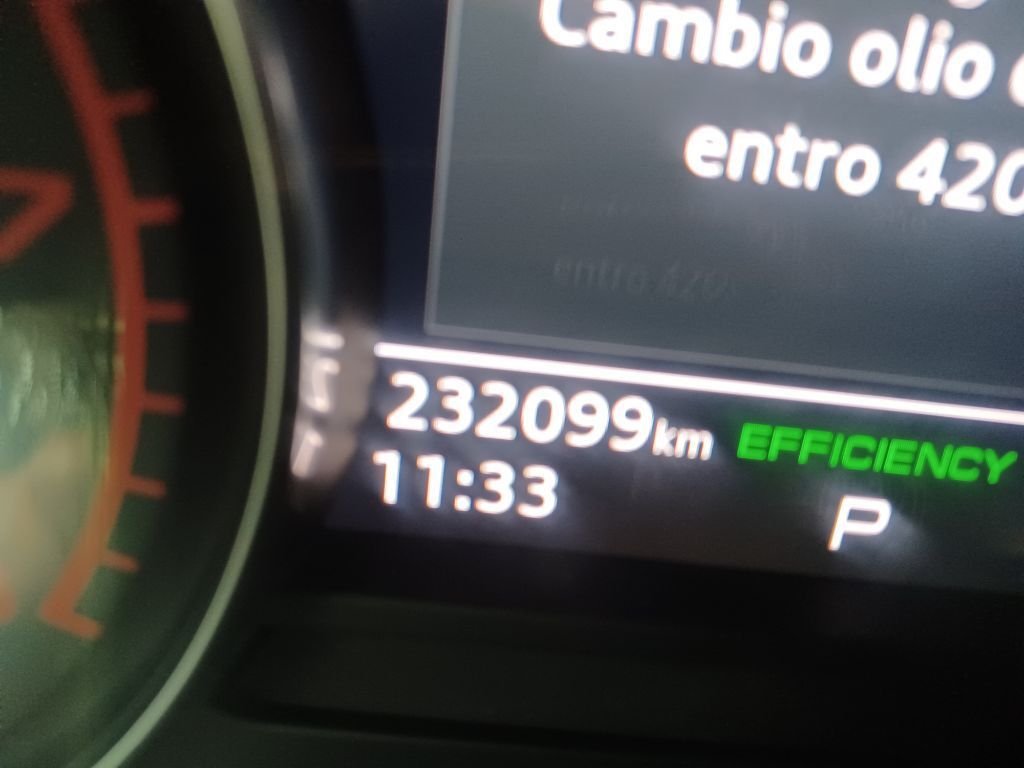 Cambio olio
entro 420
232099km EFFICIENCY
11:33 P